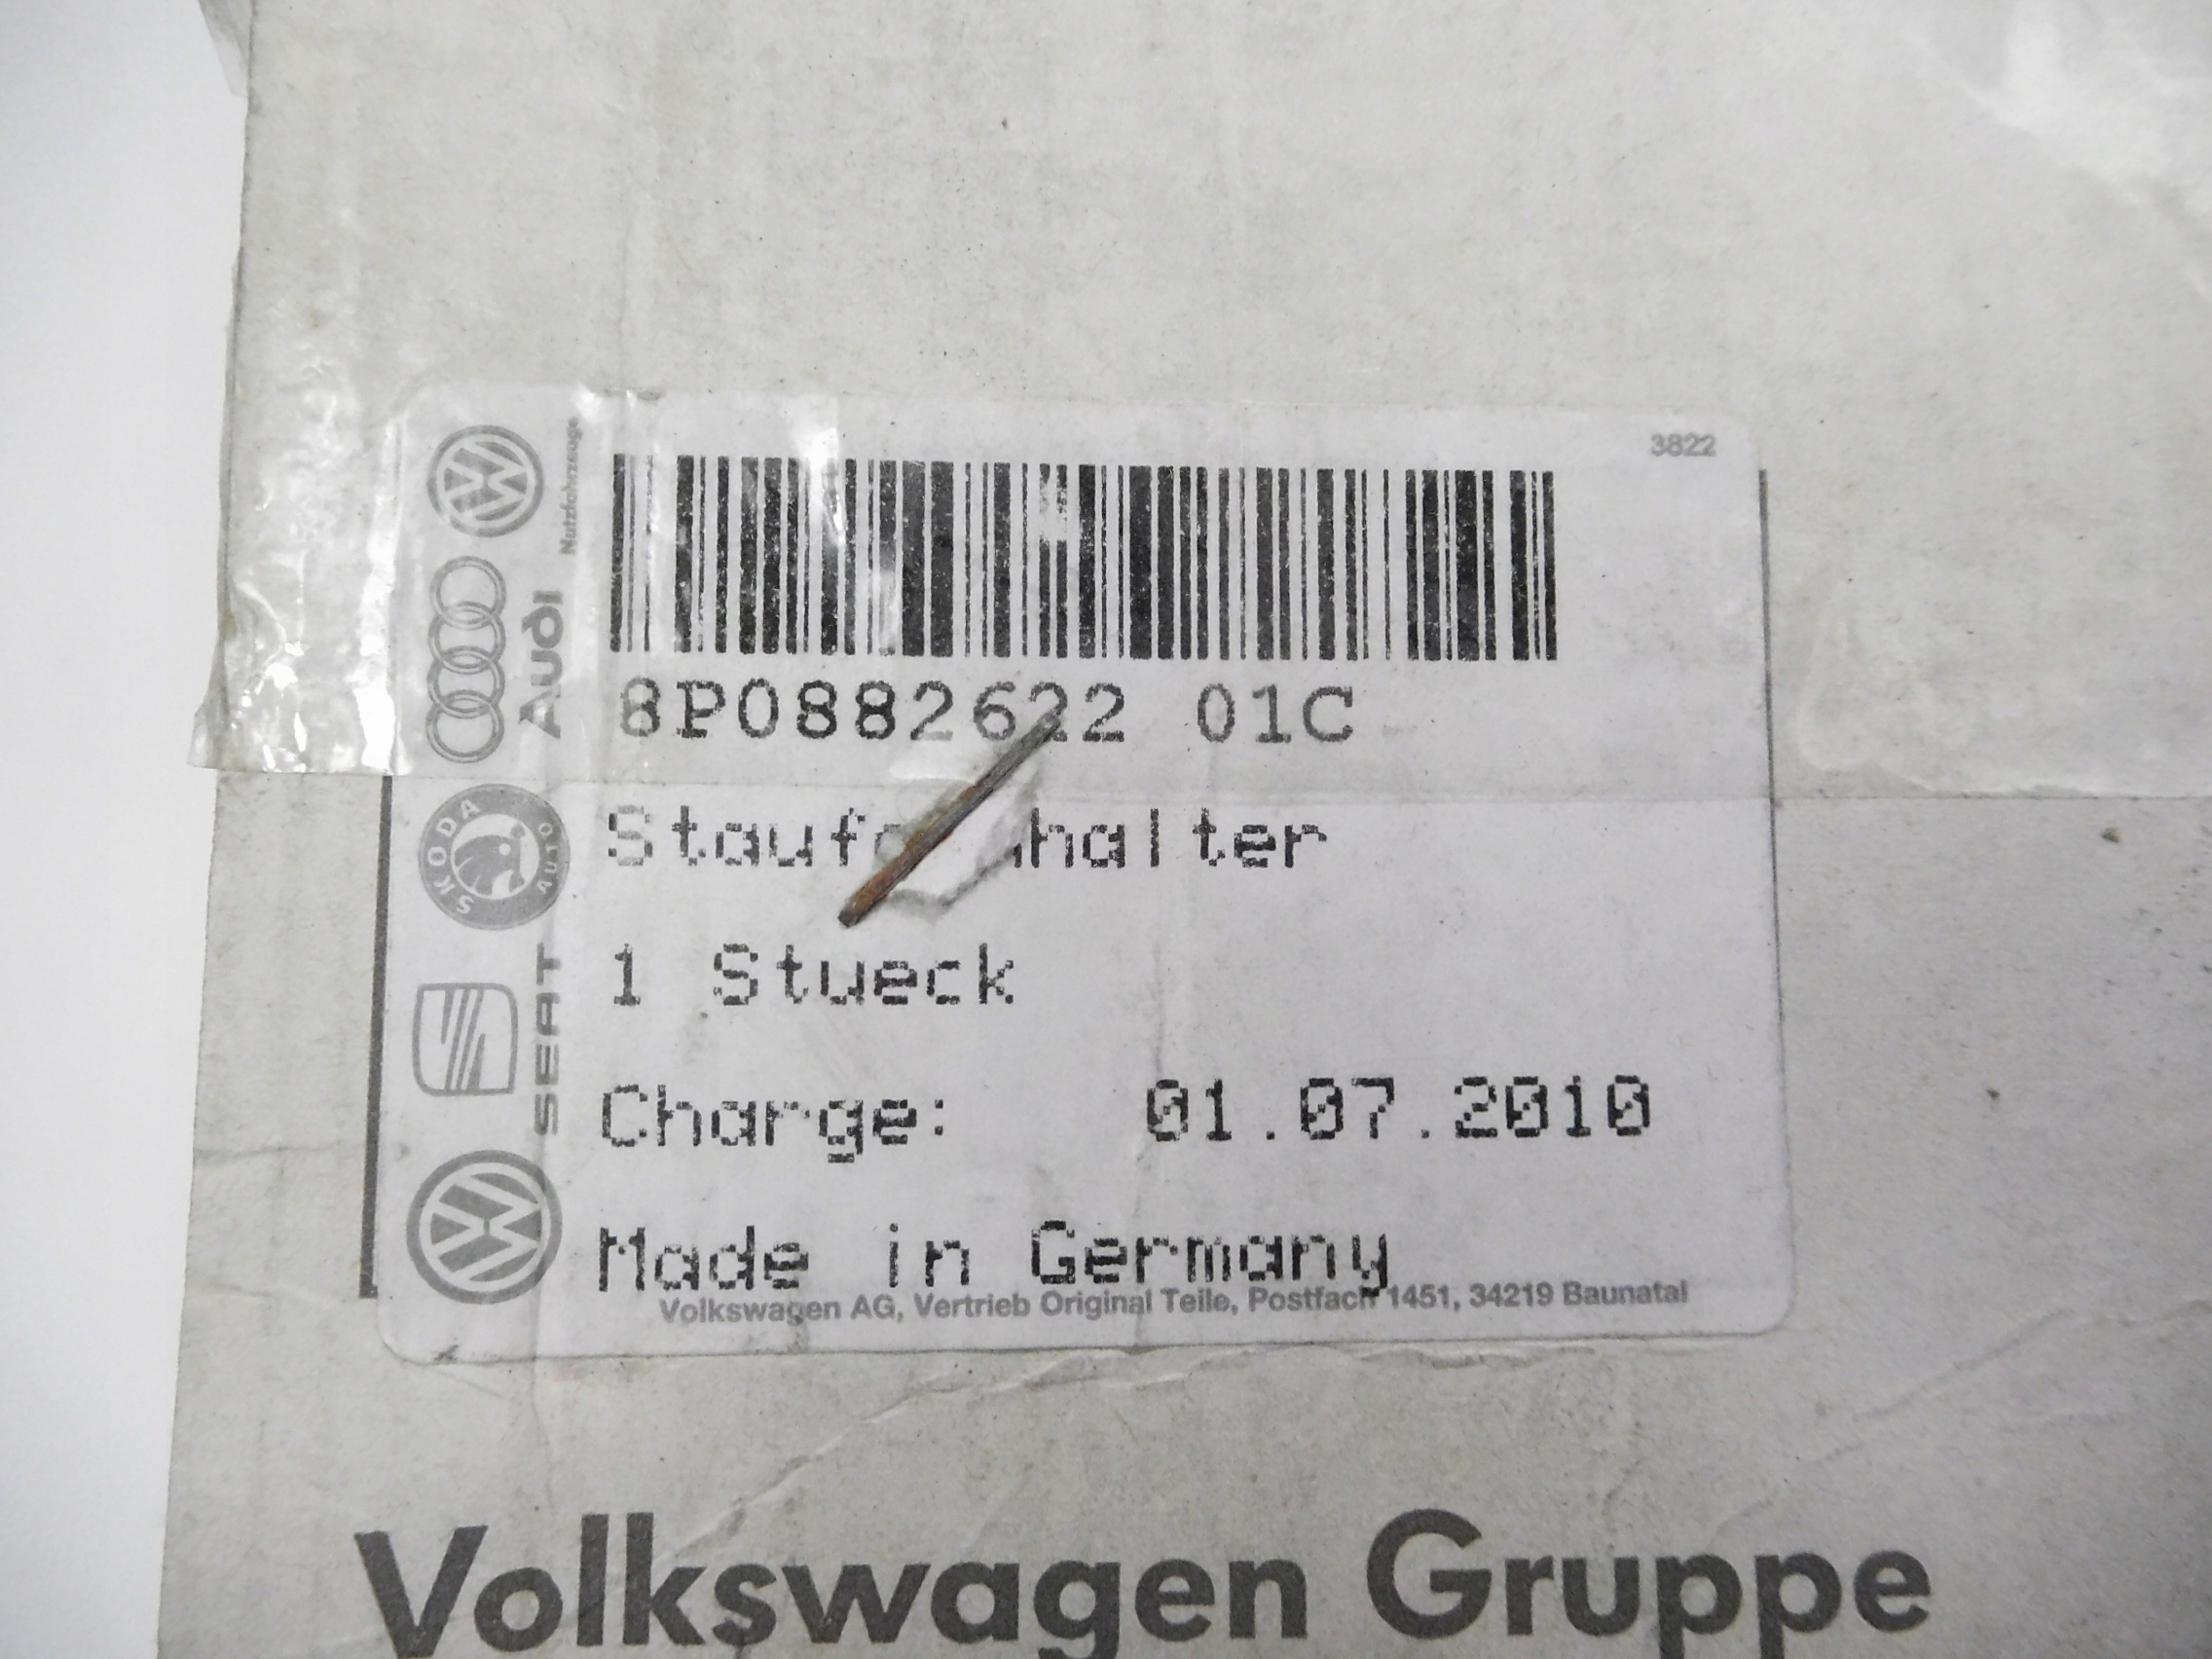 3822
Nutzfahrzeuge
Audi
SKODA AUTO
SEAT
8P0882622 01C
1 Stueck
Charge: 01.07.2010
Made in Germany
Volkswagen AG, Vertrieb Original Teile, Postfach 1451, 34219 Baunatal
Volkswagen Gruppe